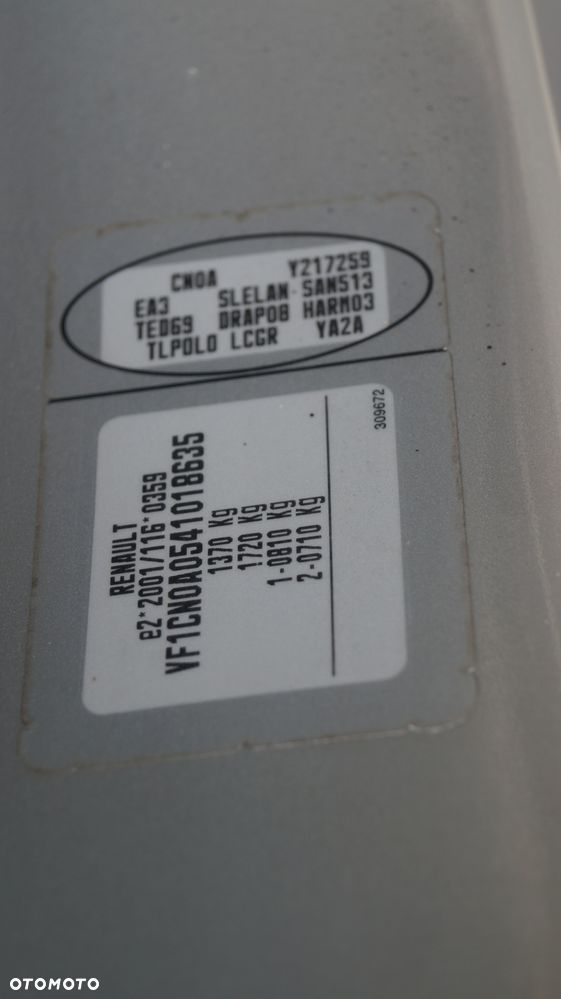 CN0A Y217259
EA3 SLELAN SAN513
TED69 DRAP08 HARM03
TLPOLO LCGR YA2A
309672
RENAULT
e2*2001/116*0359
VF1CN0A0541018635
1370 Kg
1720 Kg
1-0810 Kg
2-0710 Kg
OTOMOTO